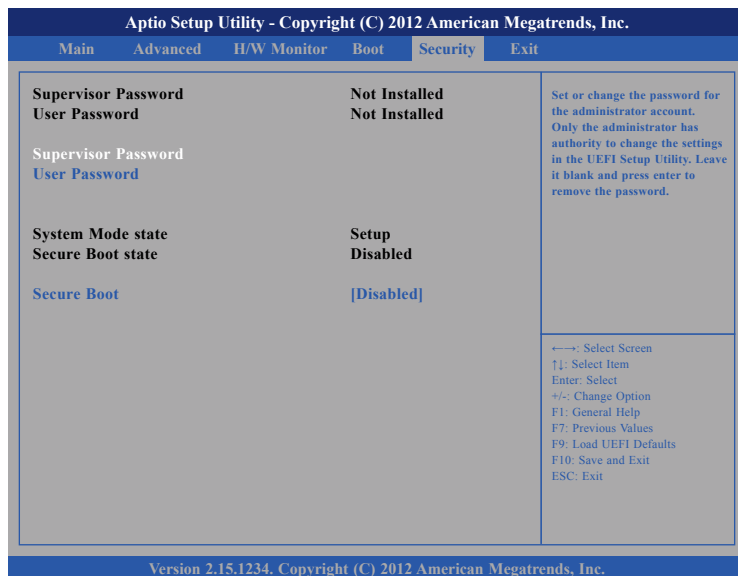 Aptio Setup Utility - Copyright (C) 2012 American Megatrends, Inc.
Main Advanced H/W Monitor Boot Security Exit
Supervisor Password Not Installed
User Password Not Installed
Supervisor Password
User Password
System Mode state Setup
Secure Boot state Disabled
Secure Boot [Disabled]
Set or change the password for
the administrator account.
Only the administrator has
authority to change the settings
in the UEFI Setup Utility. Leave
it blank and press enter to
remove the password.
←→: Select Screen
↑↓: Select Item
Enter: Select
+/-: Change Option
F1: General Help
F7: Previous Values
F9: Load UEFI Defaults
F10: Save and Exit
ESC: Exit
Version 2.15.1234. Copyright (C) 2012 American Megatrends, Inc.